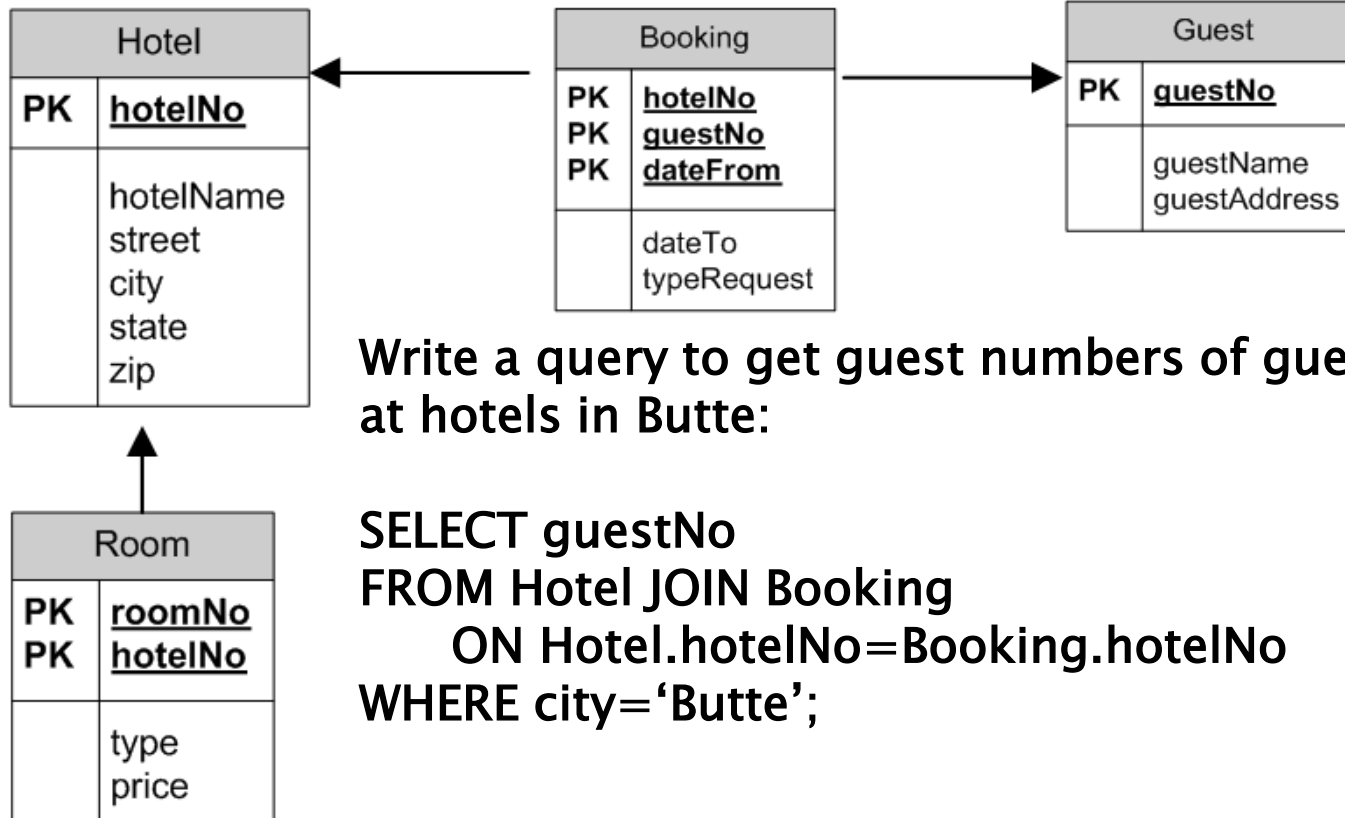 Hotel
PK hotelNo
hotelName
street
city
state
zip
Booking
PK hotelNo
PK guestNo
PK dateFrom
dateTo
typeRequest
Guest
PK guestNo
guestName
guestAddress
Write a query to get guest numbers of
at hotels in Butte:
SELECT guestNo
FROM Hotel JOIN Booking
ON Hotel.hotelNo=Booking.hotelNo
WHERE city=‘Butte’;
Room
PK roomNo
PK hotelNo
type
price